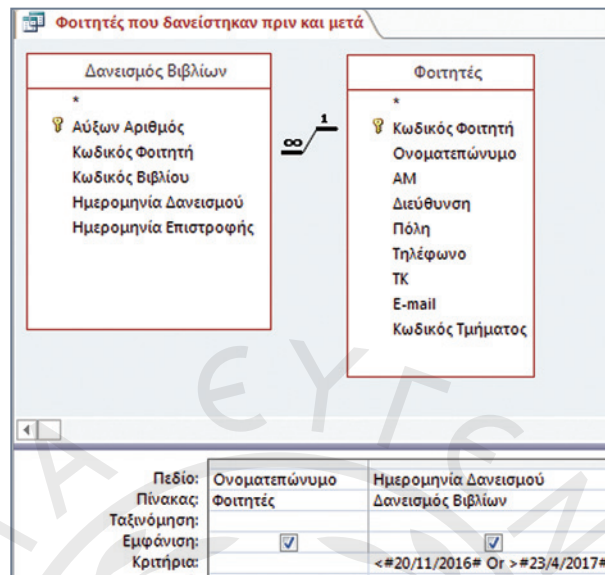 Φοιτητές που δανείστηκαν πριν και μετά
Δανεισμός Βιβλίων
*
Αύξων Αριθμός
Κωδικός Φοιτητή
Κωδικός Βιβλίου
Ημερομηνία Δανεισμού
Ημερομηνία Επιστροφής
∞ 1
Φοιτητές
*
Κωδικός Φοιτητή
Ονοματεπώνυμο
ΑΜ
Διεύθυνση
Πόλη
Τηλέφωνο
ΤΚ
E-mail
Κωδικός Τμήματος
Πεδίο: Ονοματεπώνυμο Ημερομηνία Δανεισμού
Πίνακας: Φοιτητές Δανεισμός Βιβλίων
Ταξινόμηση:
Εμφάνιση:
Κριτήρια: <#20/11/2016# Or >#23/4/2017#